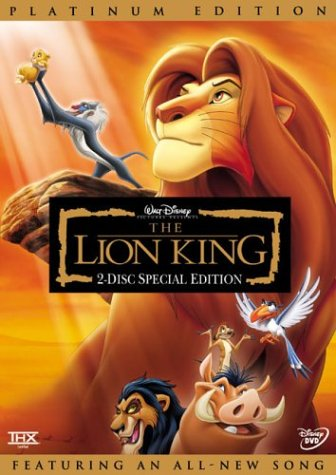 PLATINUM EDITION
WALT DISNEY
PICTURES PRESENTS
THE
LION KING
2-DISC SPECIAL EDITION
THX
Disney
DVD
FEATURING AN ALL-NEW SONG